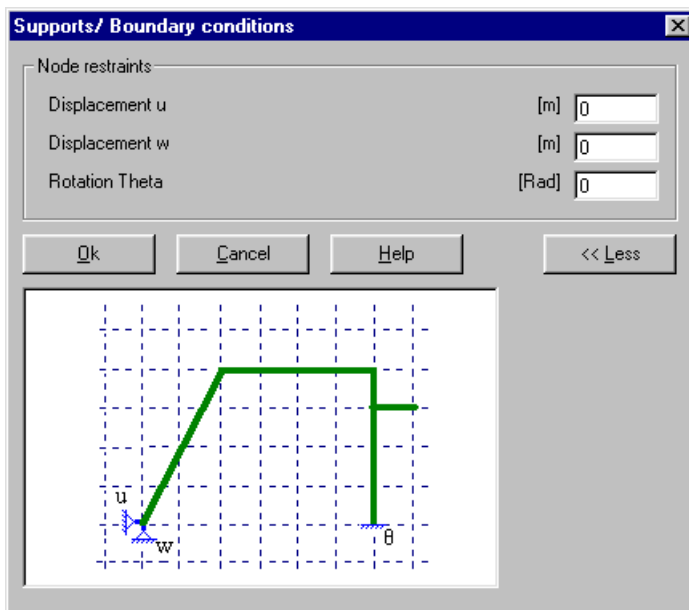 Supports/ Boundary conditions
Node restraints
Displacement u [m] 0
Displacement w [m] 0
Rotation Theta [Rad] 0
Ok Cancel Help << Less
u
w
θ